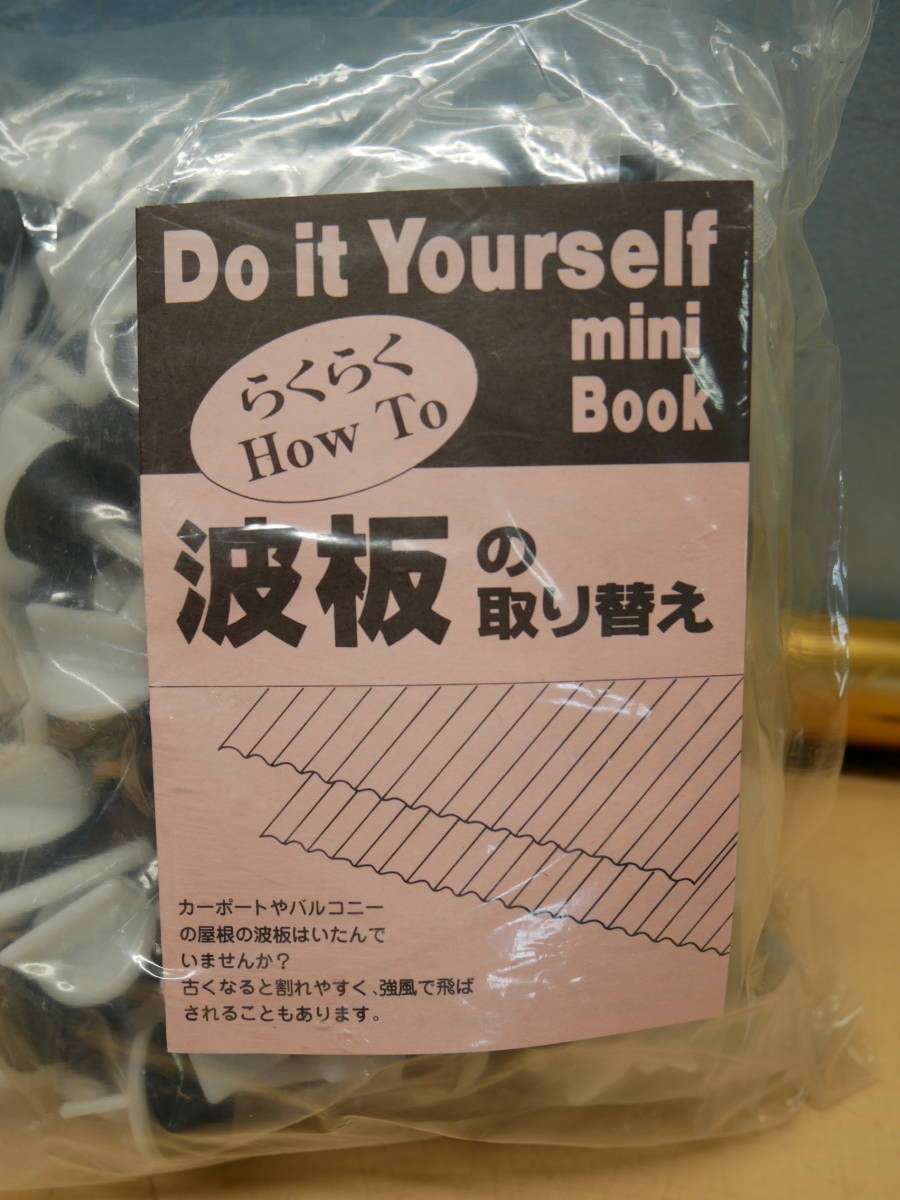 Do it Yourself
mini
Book
らくらく
How To
波板の
取り替え
カーポートやバルコニー
の屋根の波板はいたんで
いませんか？
古くなると割れやすく、強風で飛ば
されることもあります。